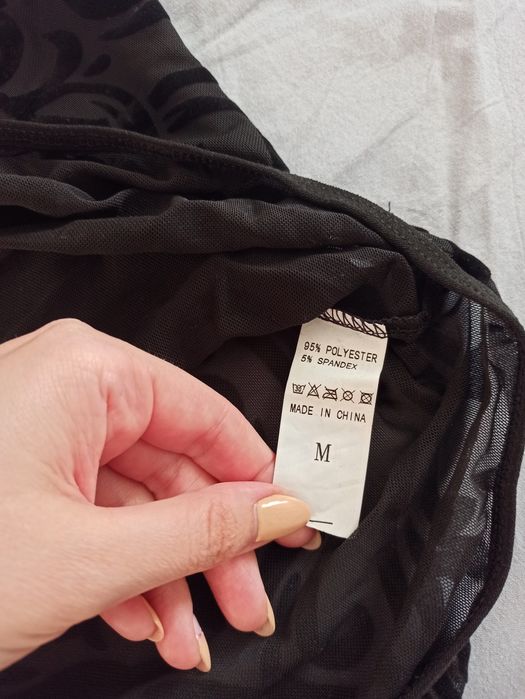 95% POLYESTER
5% SPANDEX
MADE IN CHINA
M